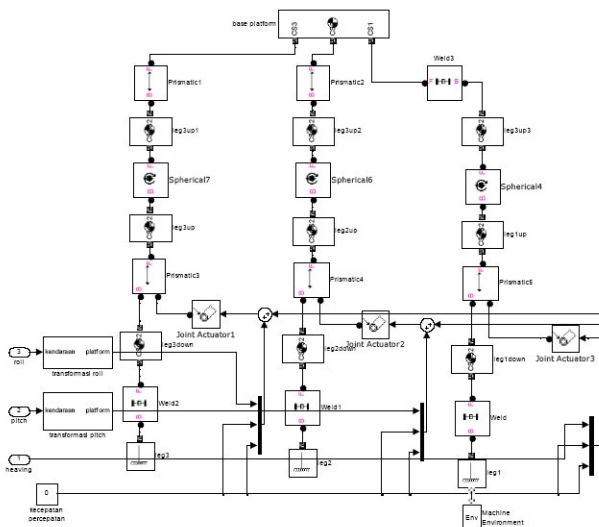 base platform
CS3
CS1
Weld3
F
B
Prismatic1
Prismatic2
F
B
F
B
leg3up1
leg3up2
leg3up3
Spherical7
Spherical6
Spherical4
F
B
F
B
F
B
leg3up
leg2up
leg1up
Prismatic3
Prismatic4
Prismatic5
F
B
F
B
F
B
Joint Actuator1
Joint Actuator2
Joint Actuator3
leg3down
leg2down
leg1down
3
roll
kendaraan platform
transformasi roll
2
pitch
kendaraan platform
transformasi pitch
Weld2
Weld1
Weld
F
B
F
B
F
B
1
heaving
leg3
leg2
leg1
0
kecepatan
percepatan
Env
Machine
Environment